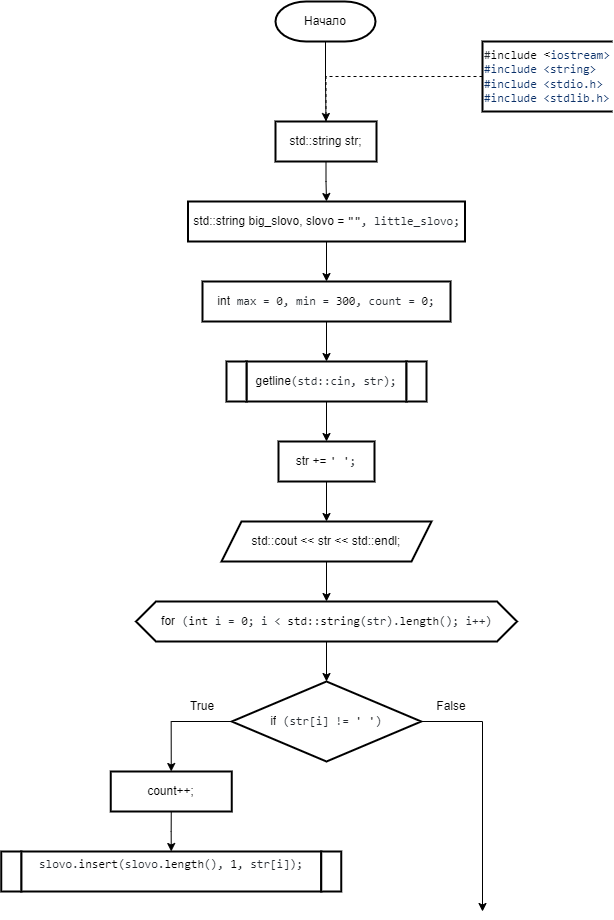 Начало
#include <iostream>
#include <string>
#include <stdio.h>
#include <stdlib.h>
std::string str;
std::string big_slovo, slovo = "", little_slovo;
int max = 0, min = 300, count = 0;
getline(std::cin, str);
str += ' ';
std::cout << str << std::endl;
for (int i = 0; i < std::string(str).length(); i++)
True
False
if (str[i] != ' ')
count++;
slovo.insert(slovo.length(), 1, str[i]);